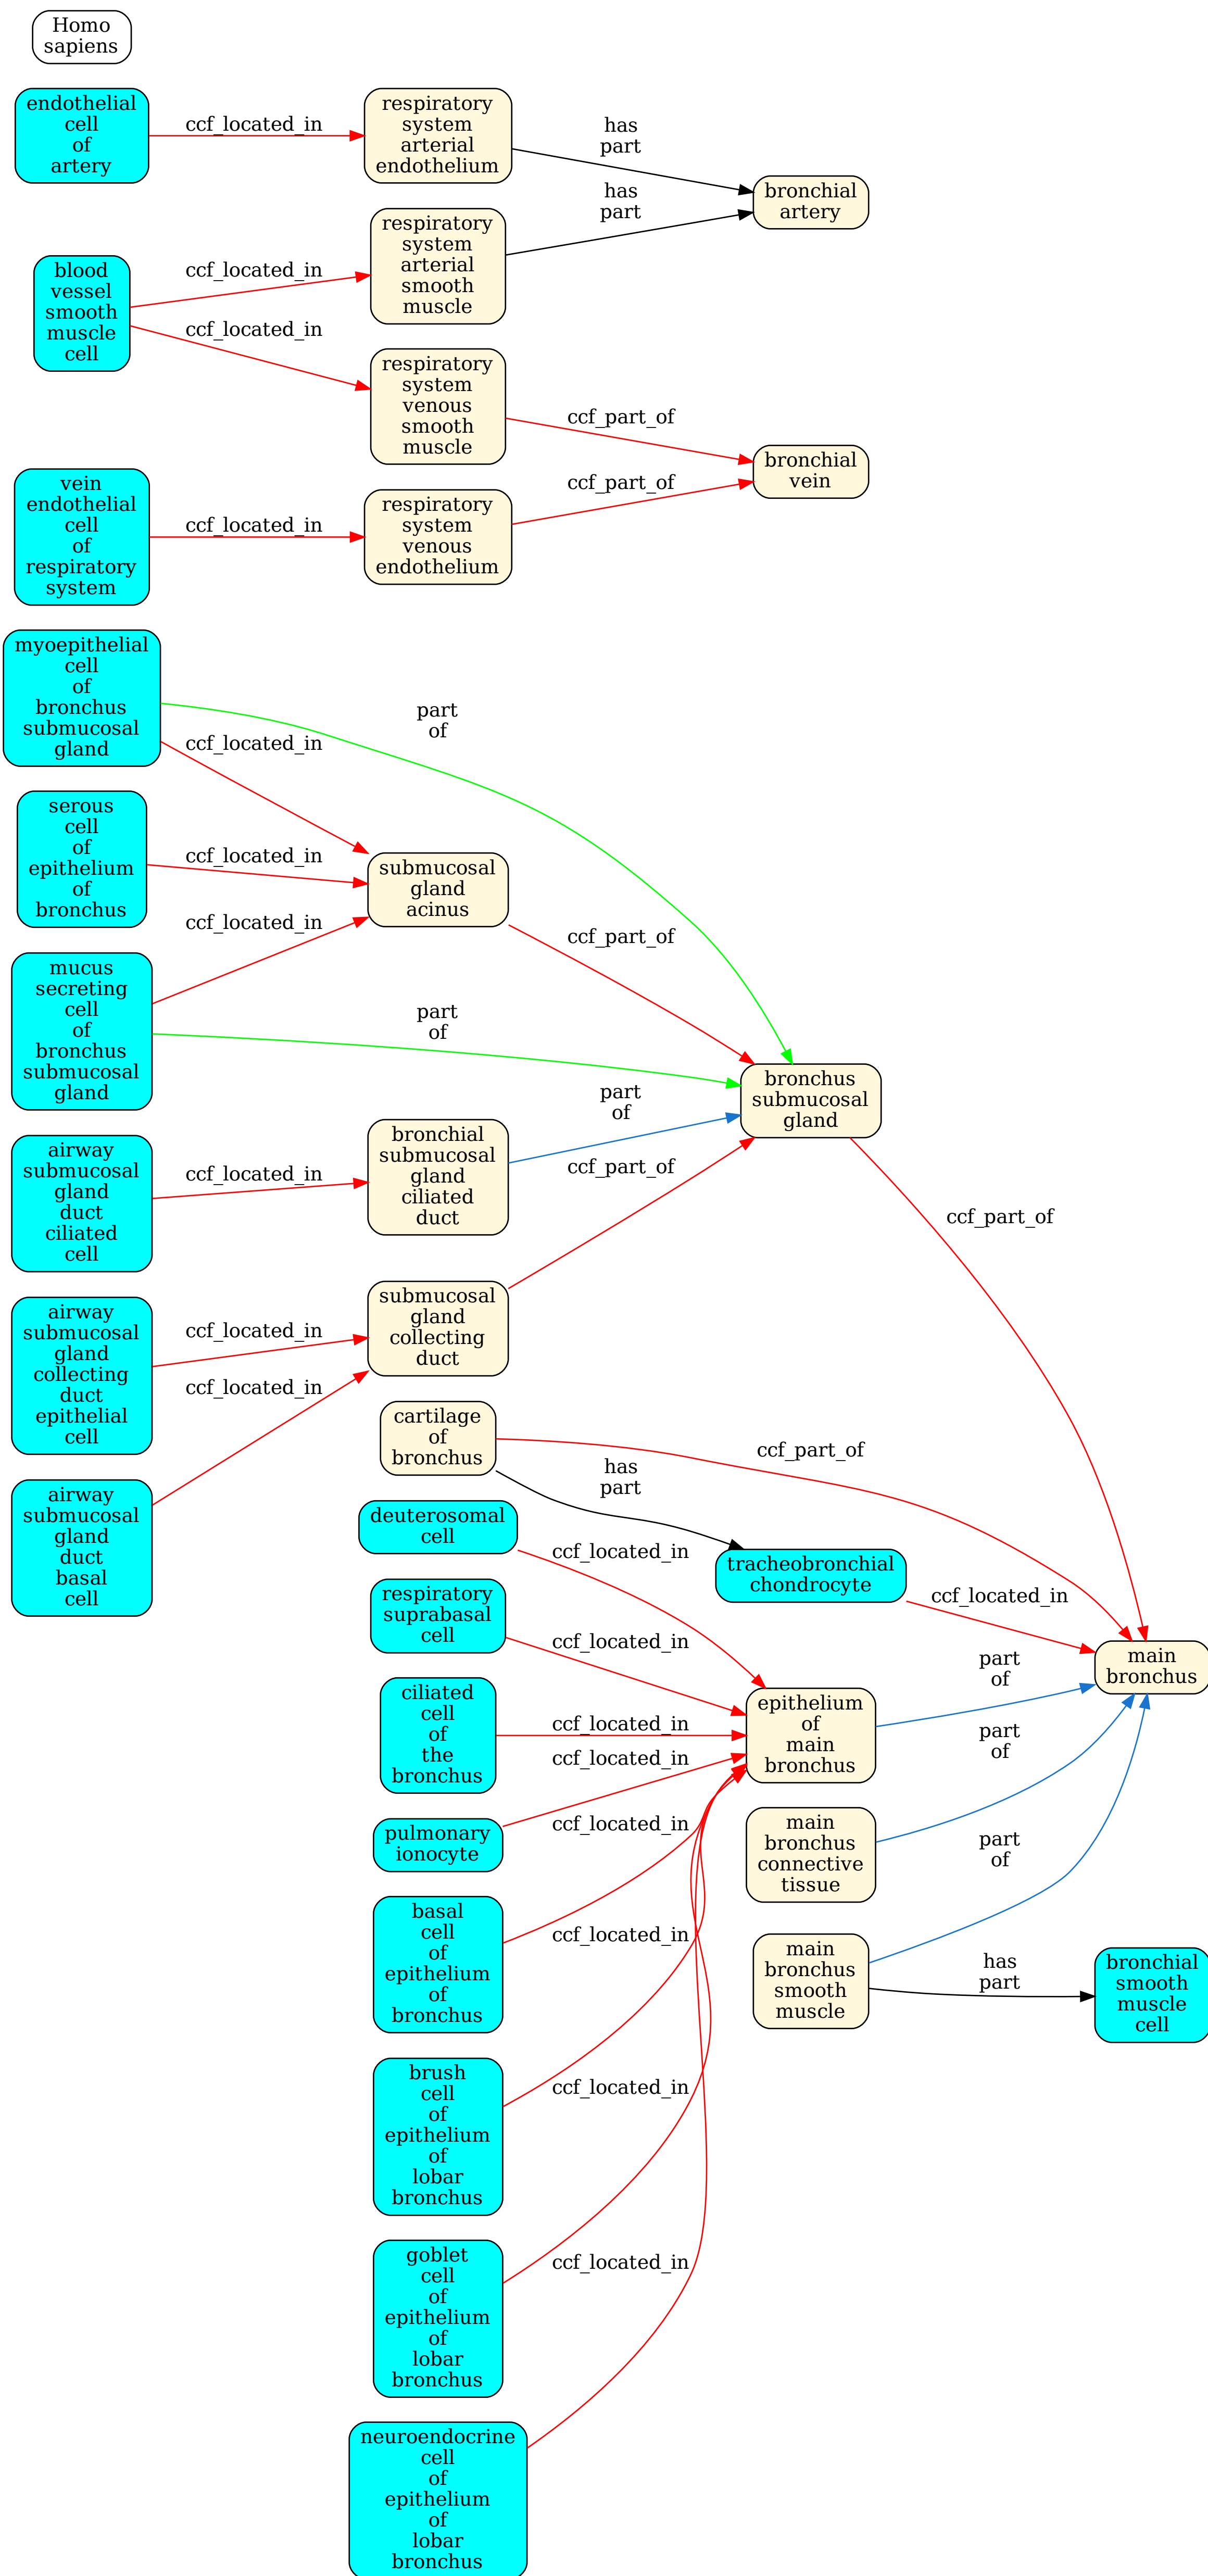 Homo
sapiens
endothelial
cell
of
artery
ccf_located_in
respiratory
system
arterial
endothelium
has
part
bronchial
artery
blood
vessel
smooth
muscle
cell
ccf_located_in
ccf_located_in
respiratory
system
arterial
smooth
muscle
has
part
respiratory
system
venous
smooth
muscle
ccf_part_of
bronchial
vein
vein
endothelial
cell
of
respiratory
system
ccf_located_in
respiratory
system
venous
endothelium
ccf_part_of
myoepithelial
cell
of
bronchus
submucosal
gland
part
of
ccf_located_in
serous
cell
of
epithelium
of
bronchus
ccf_located_in
submucosal
gland
acinus
ccf_part_of
mucus
secreting
cell
of
bronchus
submucosal
gland
ccf_located_in
part
of
bronchus
submucosal
gland
ccf_part_of
airway
submucosal
gland
duct
ciliated
cell
ccf_located_in
bronchial
submucosal
gland
ciliated
duct
part
of
airway
submucosal
gland
collecting
duct
epithelial
cell
ccf_located_in
submucosal
gland
collecting
duct
ccf_part_of
airway
submucosal
gland
duct
basal
cell
ccf_located_in
cartilage
of
bronchus
ccf_part_of
has
part
tracheobronchial
chondrocyte
ccf_located_in
main
bronchus
deuterosomal
cell
ccf_located_in
respiratory
suprabasal
cell
ccf_located_in
ciliated
cell
of
the
bronchus
ccf_located_in
epithelium
of
main
bronchus
part
of
pulmonary
ionocyte
ccf_located_in
main
bronchus
connective
tissue
part
of
basal
cell
of
epithelium
of
bronchus
ccf_located_in
main
bronchus
smooth
muscle
part
of
has
part
bronchial
smooth
muscle
cell
brush
cell
of
epithelium
of
lobar
bronchus
ccf_located_in
goblet
cell
of
epithelium
of
lobar
bronchus
ccf_located_in
neuroendocrine
cell
of
epithelium
of
lobar
bronchus
ccf_located_in